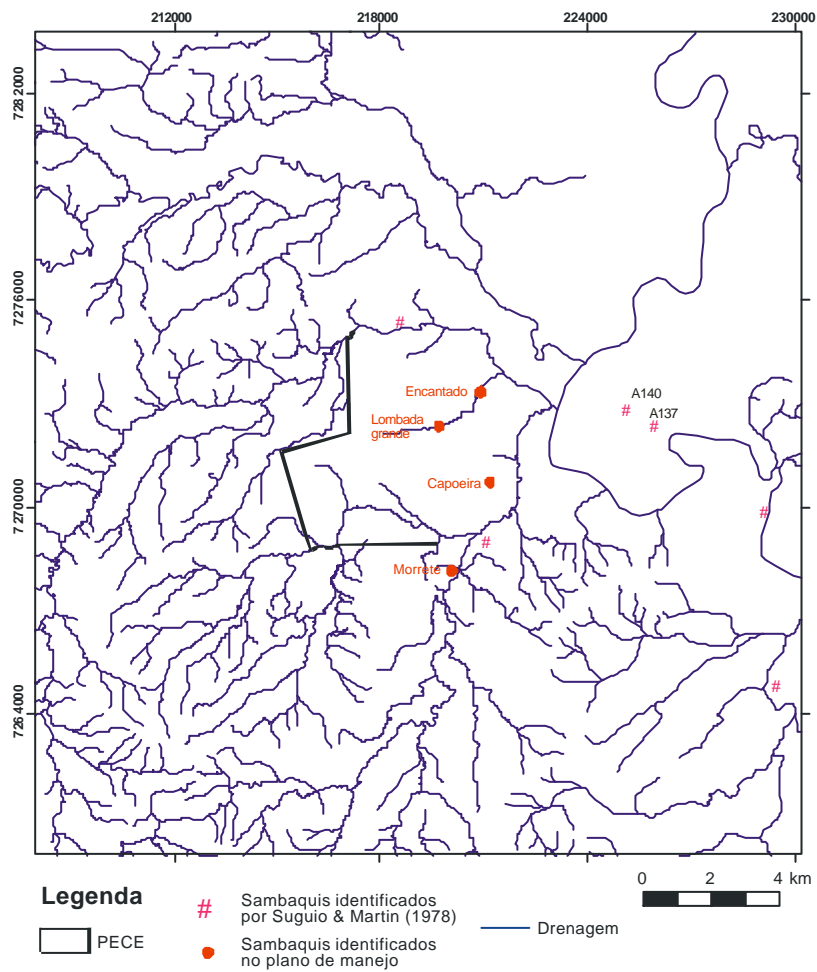 212000
218000
224000
230000
7282000
7276000
7270000
7264000
#
Encantado
Lombada
grande
A140
#
A137
#
Capoeira
#
#
Morrete
#
Legenda
PECE
# Sambaquis identificados
por Suguio & Martin (1978)
Sambaquis identificados
no plano de manejo
Drenagem
0 2 4 km